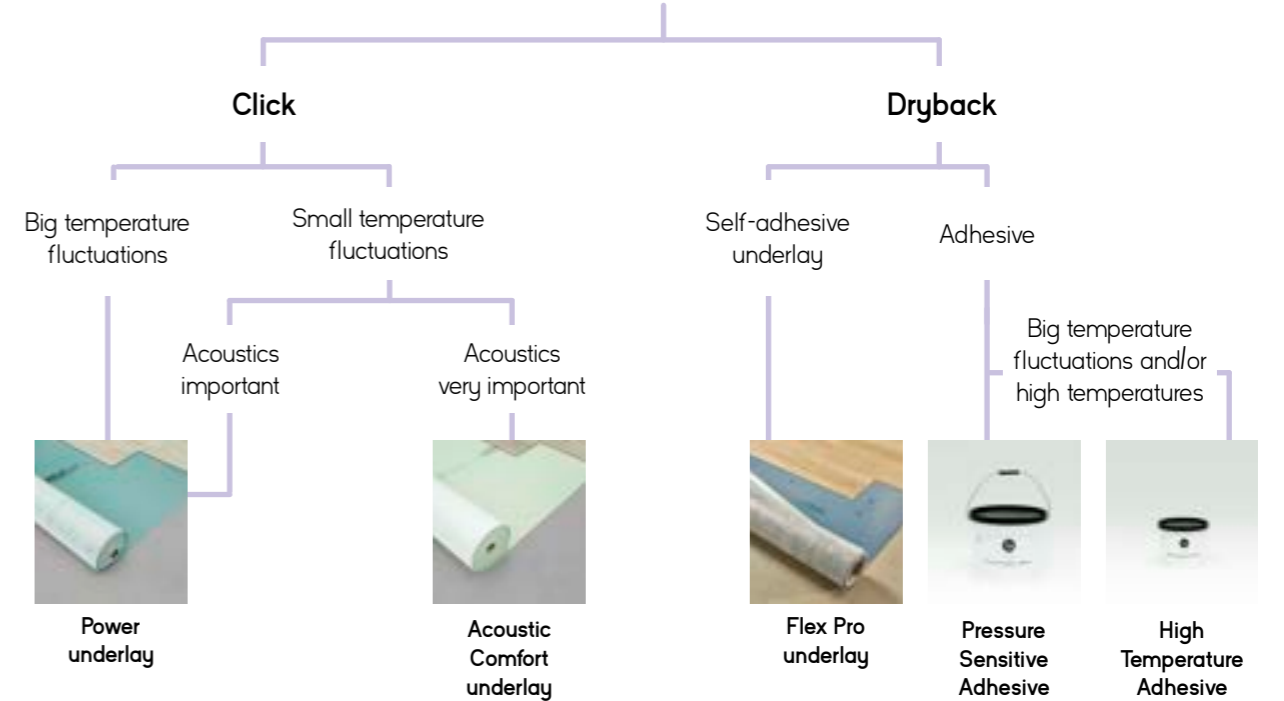 Click
Dryback
Big temperature
fluctuations
Small temperature
fluctuations
Self-adhesive
underlay
Adhesive
Acoustics
important
Acoustics
very important
Big temperature
fluctuations and/or
high temperatures
Power
underlay
Acoustic
Comfort
underlay
Flex Pro
underlay
Pressure
Sensitive
Adhesive
High
Temperature
Adhesive